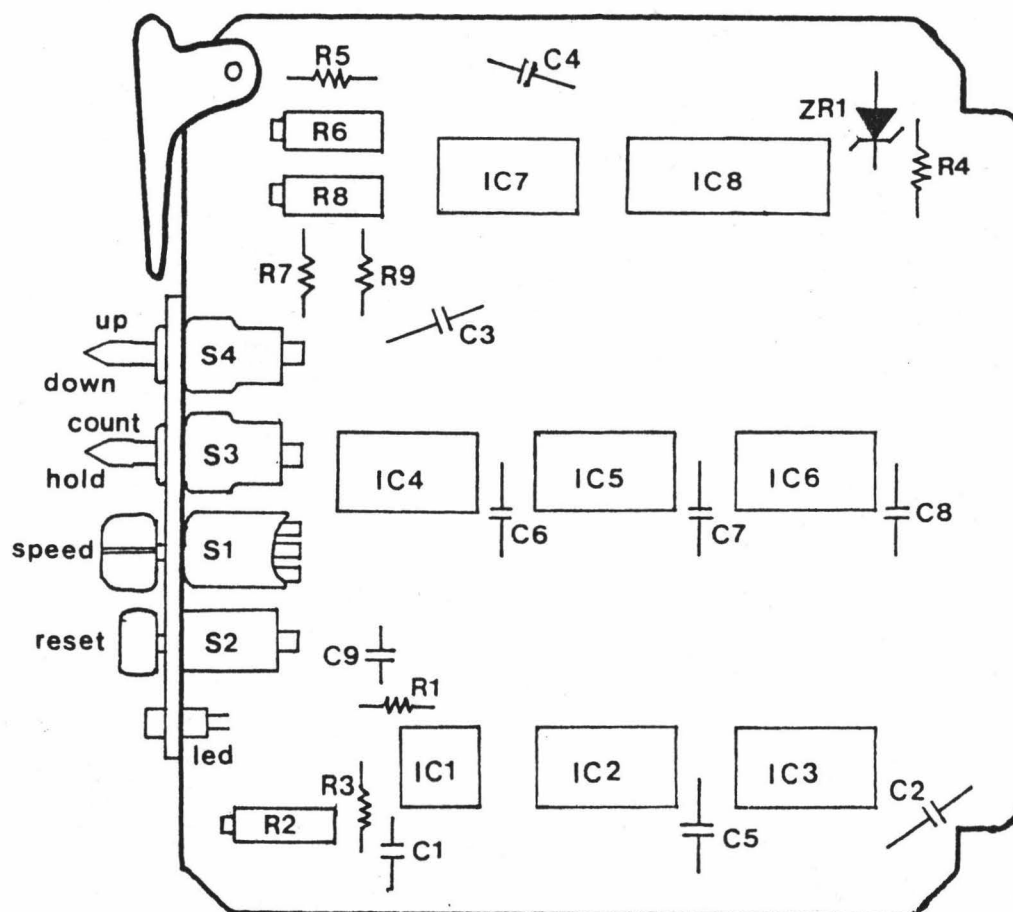 R5
C4
R6
ZR1
R4
IC7
IC8
R8
R7
R9
C3
up
S4
down
count
S3
hold
IC4
IC5
IC6
C6
C7
C8
speed
S1
reset
S2
C9
R1
led
IC1
IC2
IC3
R3
R2
C1
C5
C2